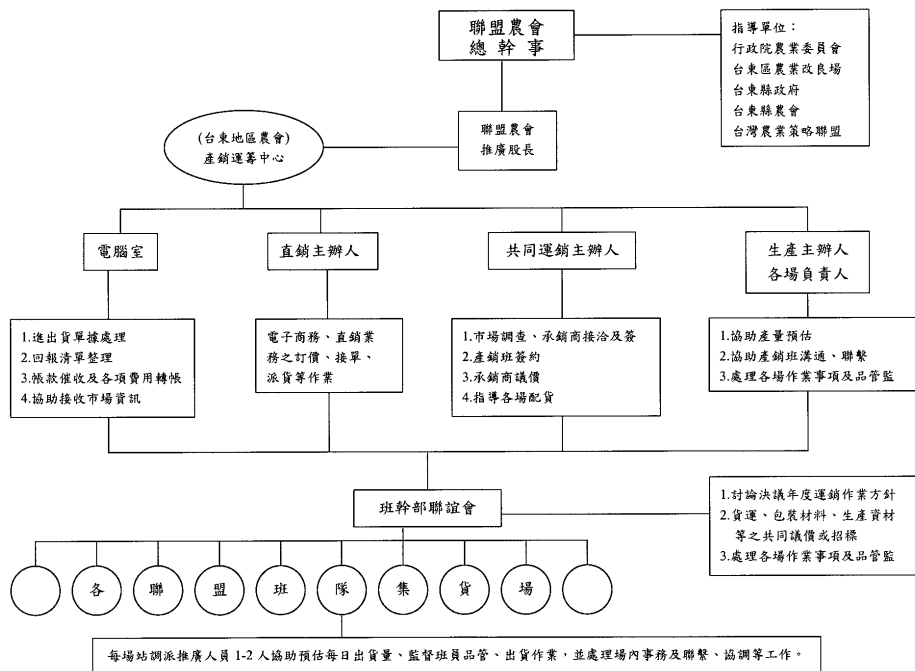 聯盟農會
總幹事
指導單位：
行政院農業委員會
台東區農業改良場
台東縣政府
台東縣農會
台灣農業策略聯盟
聯盟農會
推廣股長
(台東地區農會)
產銷運籌中心
電腦室
直銷主辦人
共同運銷主辦人
生產主辦人
各場負責人
1.進出貨單據處理
2.回報清單整理
3.帳款催收及各項費用轉帳
4.協助接收市場資訊
電子商務、直銷業
務之訂價、接單、
派貨等作業
1.市場調查、承銷商接洽及簽
2.產銷班簽約
3.承銷商議價
4.指導各場配貨
1.協助產量預估
2.協助產銷班溝通、聯繫
3.處理各場作業事項及品管監
班幹部聯誼會
1.討論決議年度運銷作業方針
2.貨運、包裝材料、生產資材
等之共同議價或招標
3.處理各場作業事項及品管監
各聯盟班隊集貨場
每場站調派推廣人員1-2人協助預估每日出貨量、監督班員品管、出貨作業，並處理場內事務及聯繫、協調等工作。